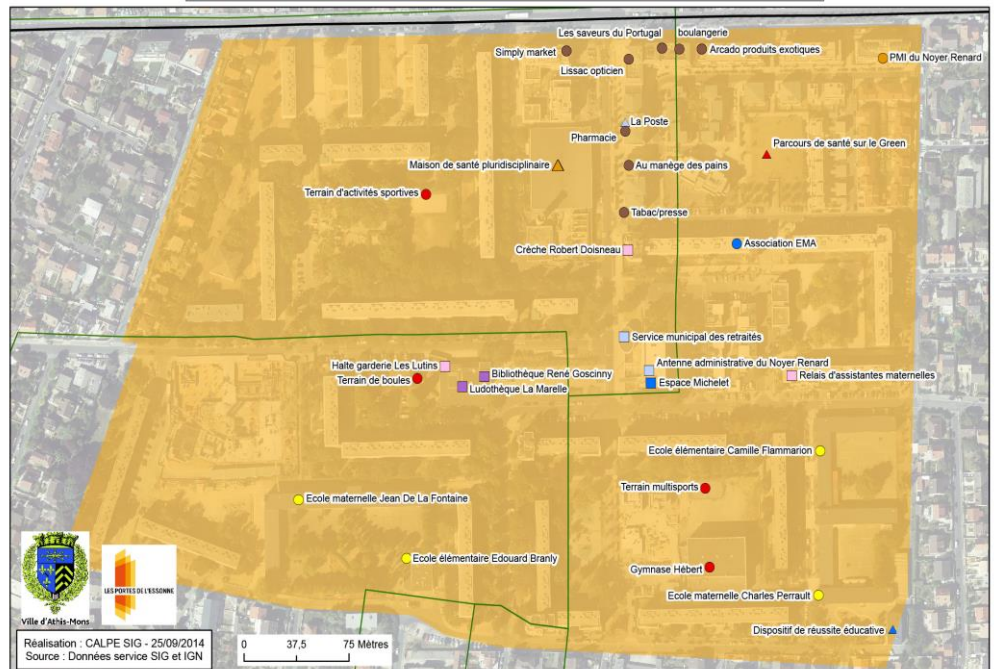 Les saveurs du Portugal
boulangerie
Simply market
Arcado produits exotiques
Lissac opticien
PMI du Noyer Renard
La Poste
Pharmacie
Parcours de santé sur le Green
Maison de santé pluridisciplinaire
Au manège des pains
Terrain d'activités sportives
Tabac/presse
Crèche Robert Doisneau
Association EMA
Service municipal des retraités
Halte garderie Les Lutins
Antenne administrative du Noyer Renard
Terrain de boules
Bibliothèque René Goscinny
Relais d'assistantes maternelles
Ludothèque La Marelle
Espace Michelet
Ecole élémentaire Camille Flammarion
Terrain multisports
Ecole maternelle Jean De La Fontaine
Ecole élémentaire Edouard Branly
Gymnase Hébert
Ecole maternelle Charles Perrault
LES PORTES DE L'ESSONNE
Ville d'Athis-Mons
Dispositif de réussite éducative
Réalisation : CALPE SIG - 25/09/2014
Source : Données service SIG et IGN
0 37,5 75 Mètres